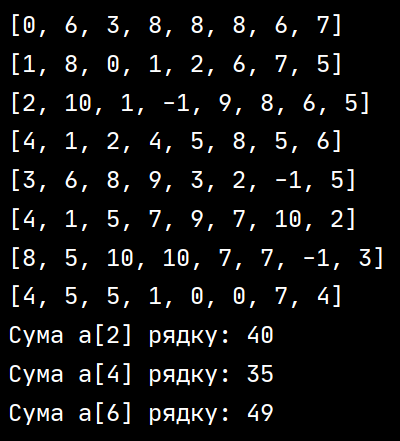 [0, 6, 3, 8, 8, 8, 6, 7]
[1, 8, 0, 1, 2, 6, 7, 5]
[2, 10, 1, -1, 9, 8, 6, 5]
[4, 1, 2, 4, 5, 8, 5, 6]
[3, 6, 8, 9, 3, 2, -1, 5]
[4, 1, 5, 7, 9, 7, 10, 2]
[8, 5, 10, 10, 7, 7, -1, 3]
[4, 5, 5, 1, 0, 0, 7, 4]
Сума a[2] рядку: 40
Сума a[4] рядку: 35
Сума a[6] рядку: 49